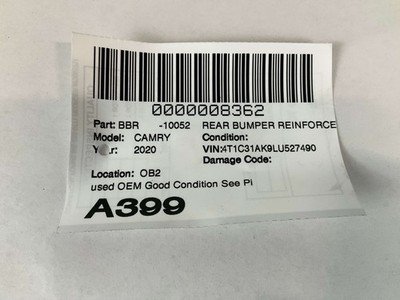 0000008362
Part: BBR -10052 REAR BUMPER REINFORCE
Model: CAMRY Condition:
Year: 2020 VIN:4T1C31AK9LU527490
Damage Code:
Location: OB2
used OEM Good Condition See Pi
A399